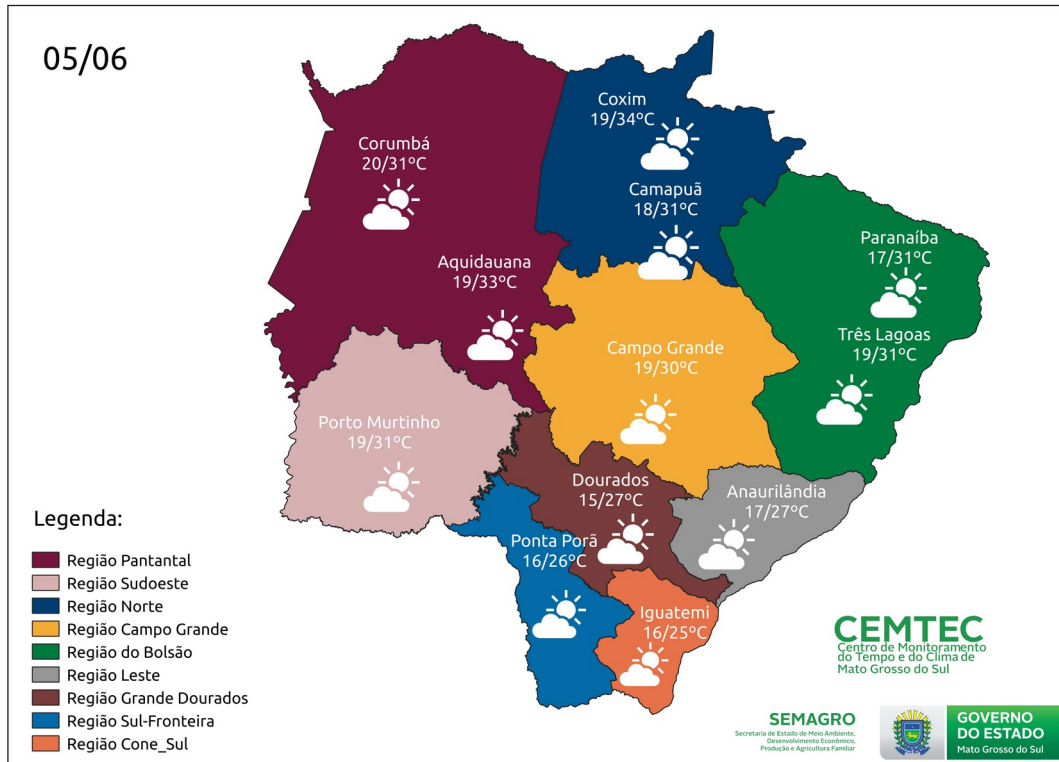 05/06
Coxim
19/34ºC
Corumbá
20/31ºC
Camapuã
18/31ºC
Paranaíba
17/31ºC
Aquidauana
19/33ºC
Três Lagoas
19/31ºC
Campo Grande
19/30ºC
Porto Murtinho
19/31ºC
Dourados
15/27ºC
Anaurilândia
17/27ºC
Ponta Porã
16/26ºC
Iguatemi
16/25ºC
Legenda:
Região Pantantal
Região Sudoeste
Região Norte
Região Campo Grande
Região do Bolsão
Região Leste
Região Grande Dourados
Região Sul-Fronteira
Região Cone_Sul
CEMTEC
Centro de Monitoramento
do Tempo e do Clima de
Mato Grosso do Sul
SEMAGRO
Secretaria de Estado de Meio Ambiente,
Desenvolvimento Econômico,
Produção e Agricultura Familiar
GOVERNO
DO ESTADO
Mato Grosso do Sul